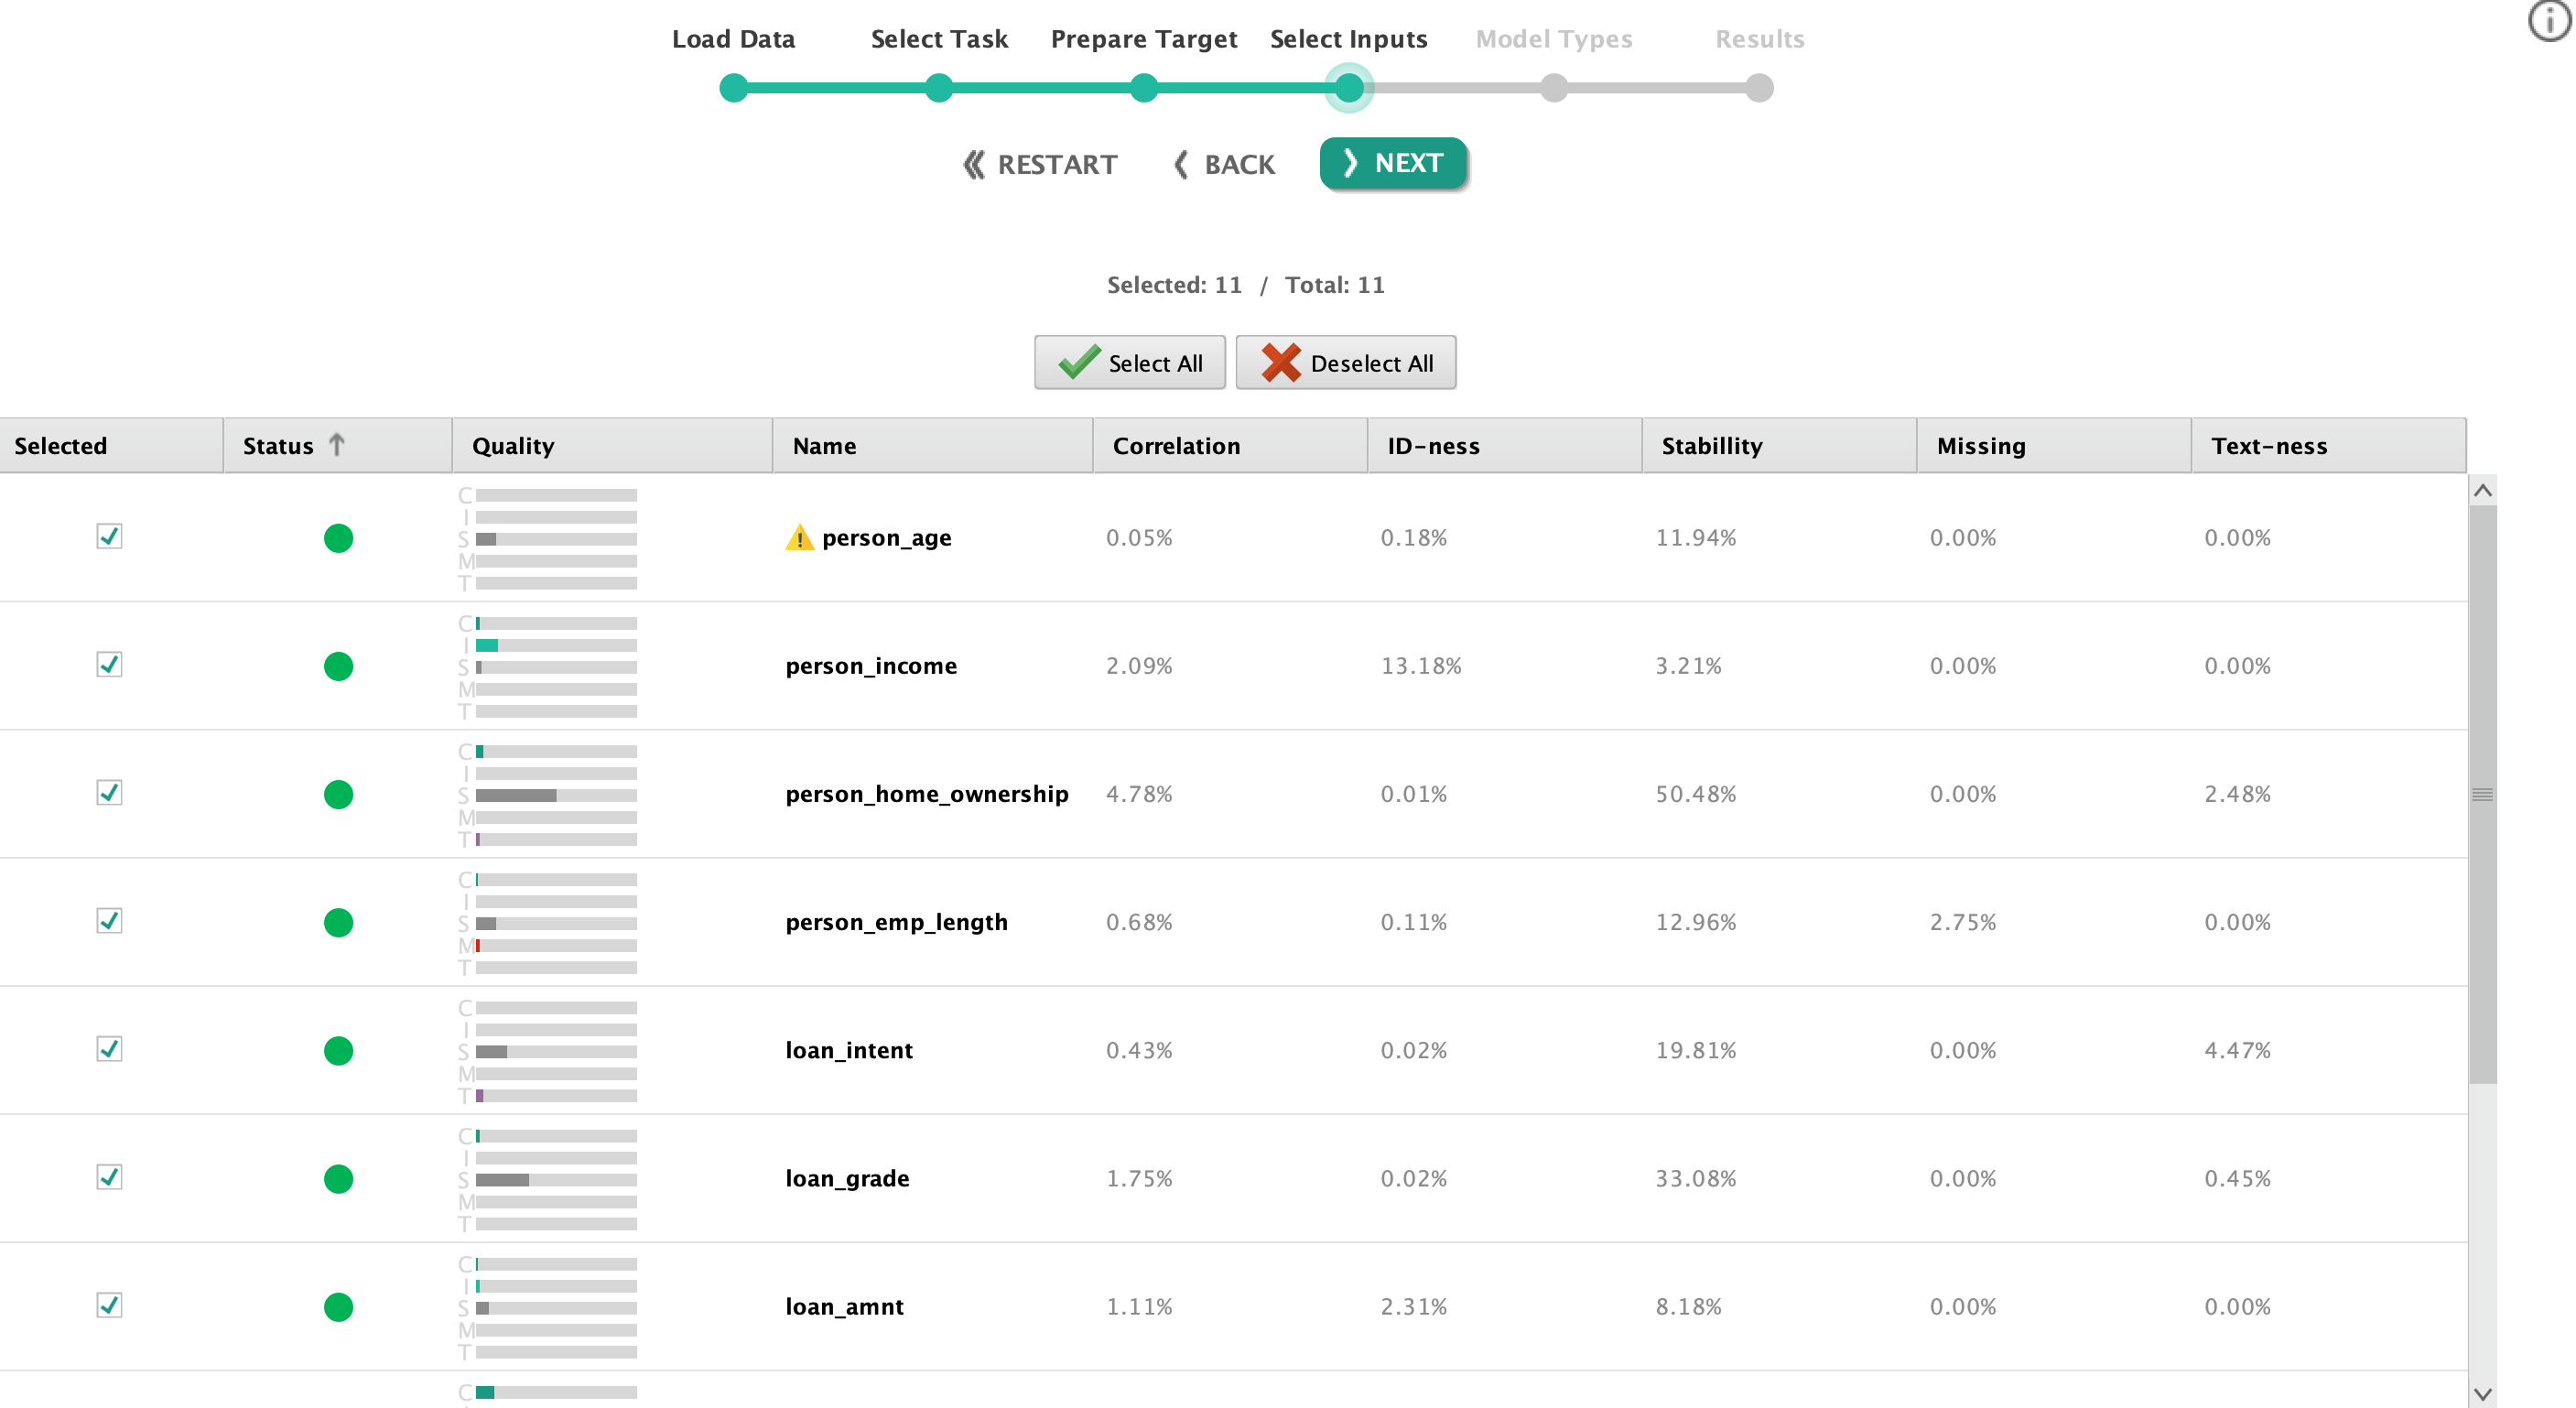 Load Data Select Task Prepare Target Select Inputs Model Types Results
RESTART BACK NEXT
Selected: 11 / Total: 11
Select All Deselect All
Selected Status Quality Name Correlation ID-ness Stabillity Missing Text-ness
C
I
S
M
T
person_age 0.05% 0.18% 11.94% 0.00% 0.00%
C
I
S
M
T
person_income 2.09% 13.18% 3.21% 0.00% 0.00%
C
I
S
M
T
person_home_ownership 4.78% 0.01% 50.48% 0.00% 2.48%
C
I
S
M
T
person_emp_length 0.68% 0.11% 12.96% 2.75% 0.00%
C
I
S
M
T
loan_intent 0.43% 0.02% 19.81% 0.00% 4.47%
C
I
S
M
T
loan_grade 1.75% 0.02% 33.08% 0.00% 0.45%
C
I
S
M
T
loan_amnt 1.11% 2.31% 8.18% 0.00% 0.00%
C